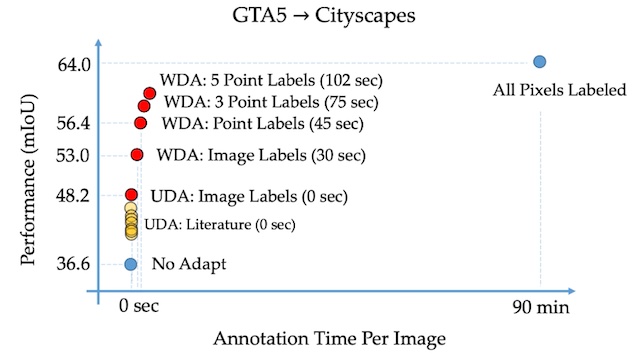 GTA5 → Cityscapes
64.0
WDA: 5 Point Labels (102 sec)
WDA: 3 Point Labels (75 sec)
All Pixels Labeled
56.4
WDA: Point Labels (45 sec)
53.0
WDA: Image Labels (30 sec)
48.2
UDA: Image Labels (0 sec)
UDA: Literature (0 sec)
36.6
No Adapt
Performance (mIoU)
0 sec
90 min
Annotation Time Per Image